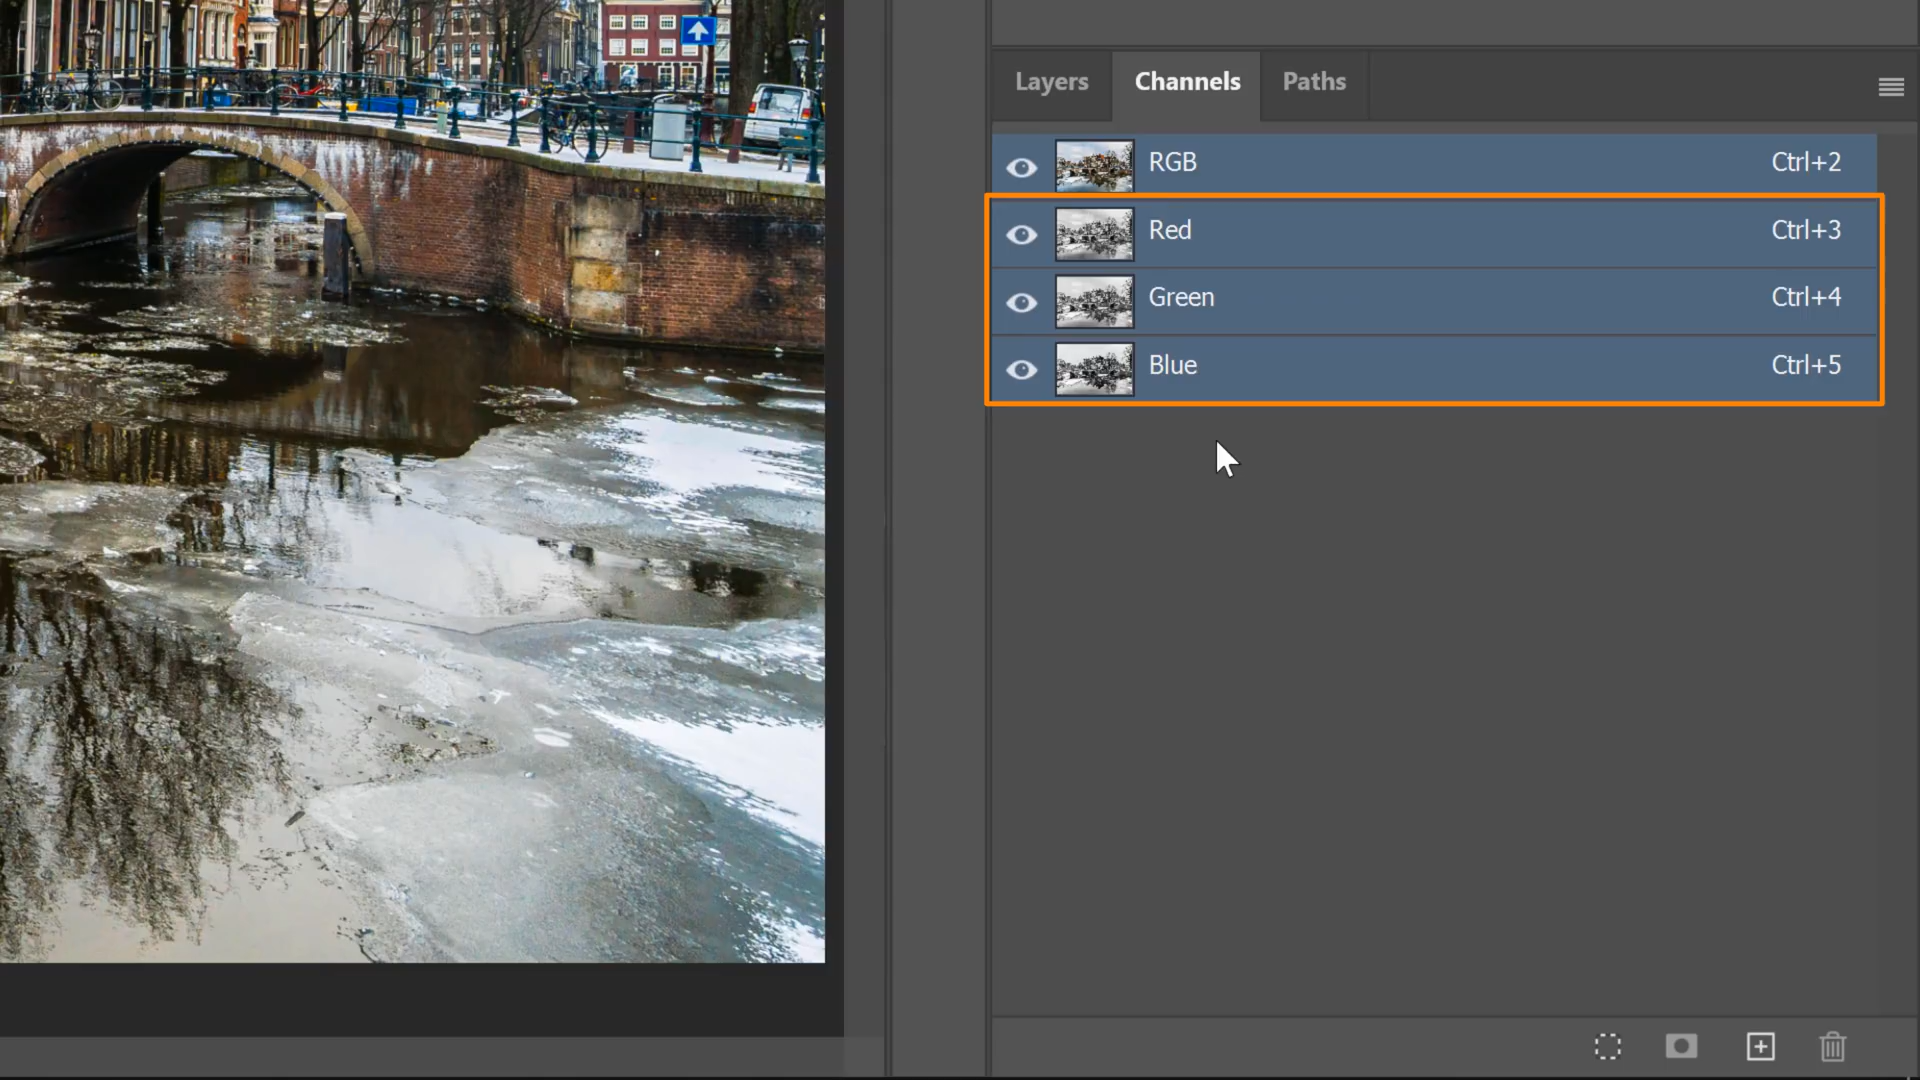 Layers Channels Paths
RGB Ctrl+2
Red Ctrl+3
Green Ctrl+4
Blue Ctrl+5